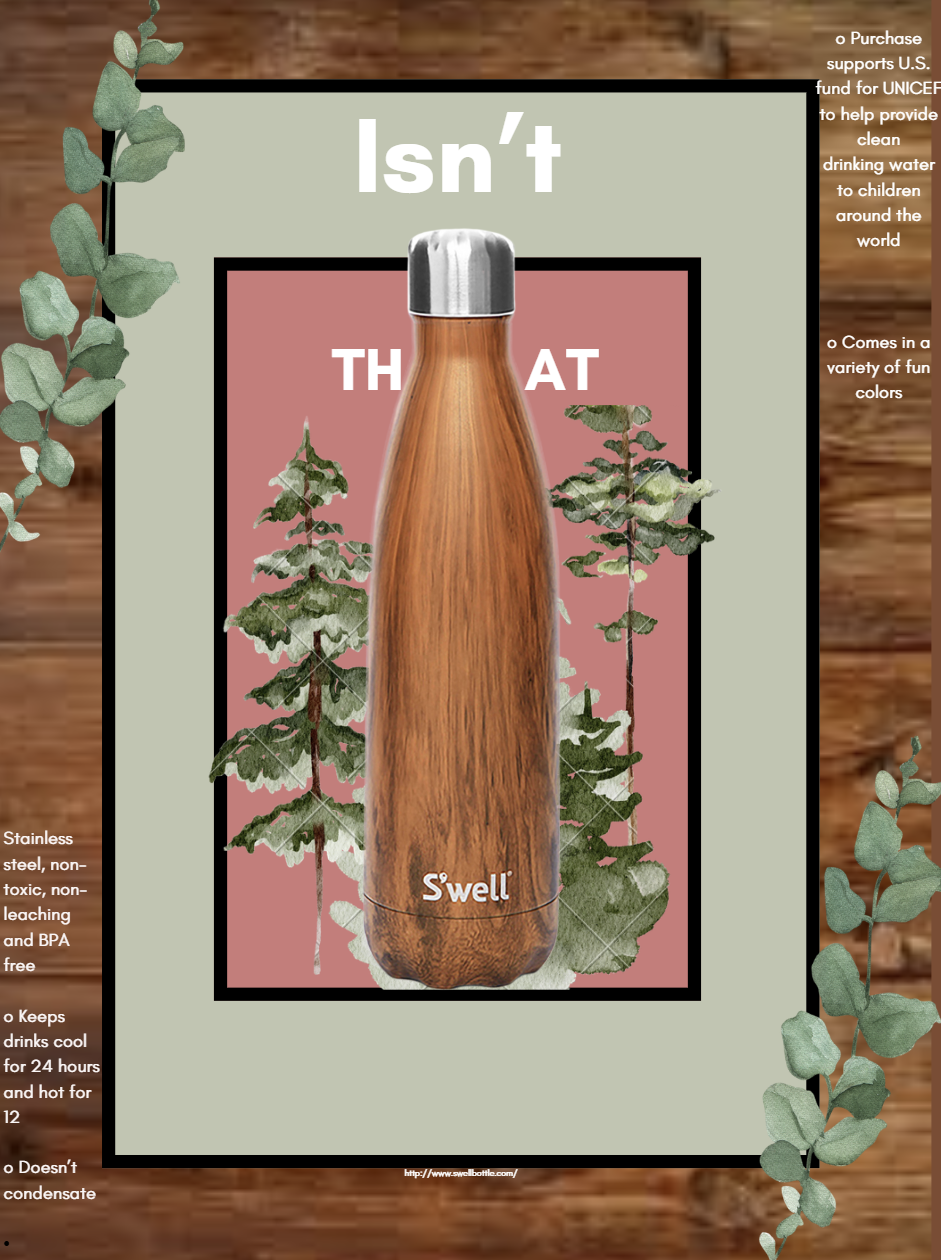 Isn't
TH AT
S'well
o Purchase
supports U.S.
fund for UNICEF
to help provide
clean
drinking water
to children
around the
world
o Comes in a
variety of fun
colors
Stainless
steel, non-
toxic, non-
leaching
and BPA
free
o Keeps
drinks cool
for 24 hours
and hot for
12
o Doesn't
condensate
•
http://www.swellbottle.com/